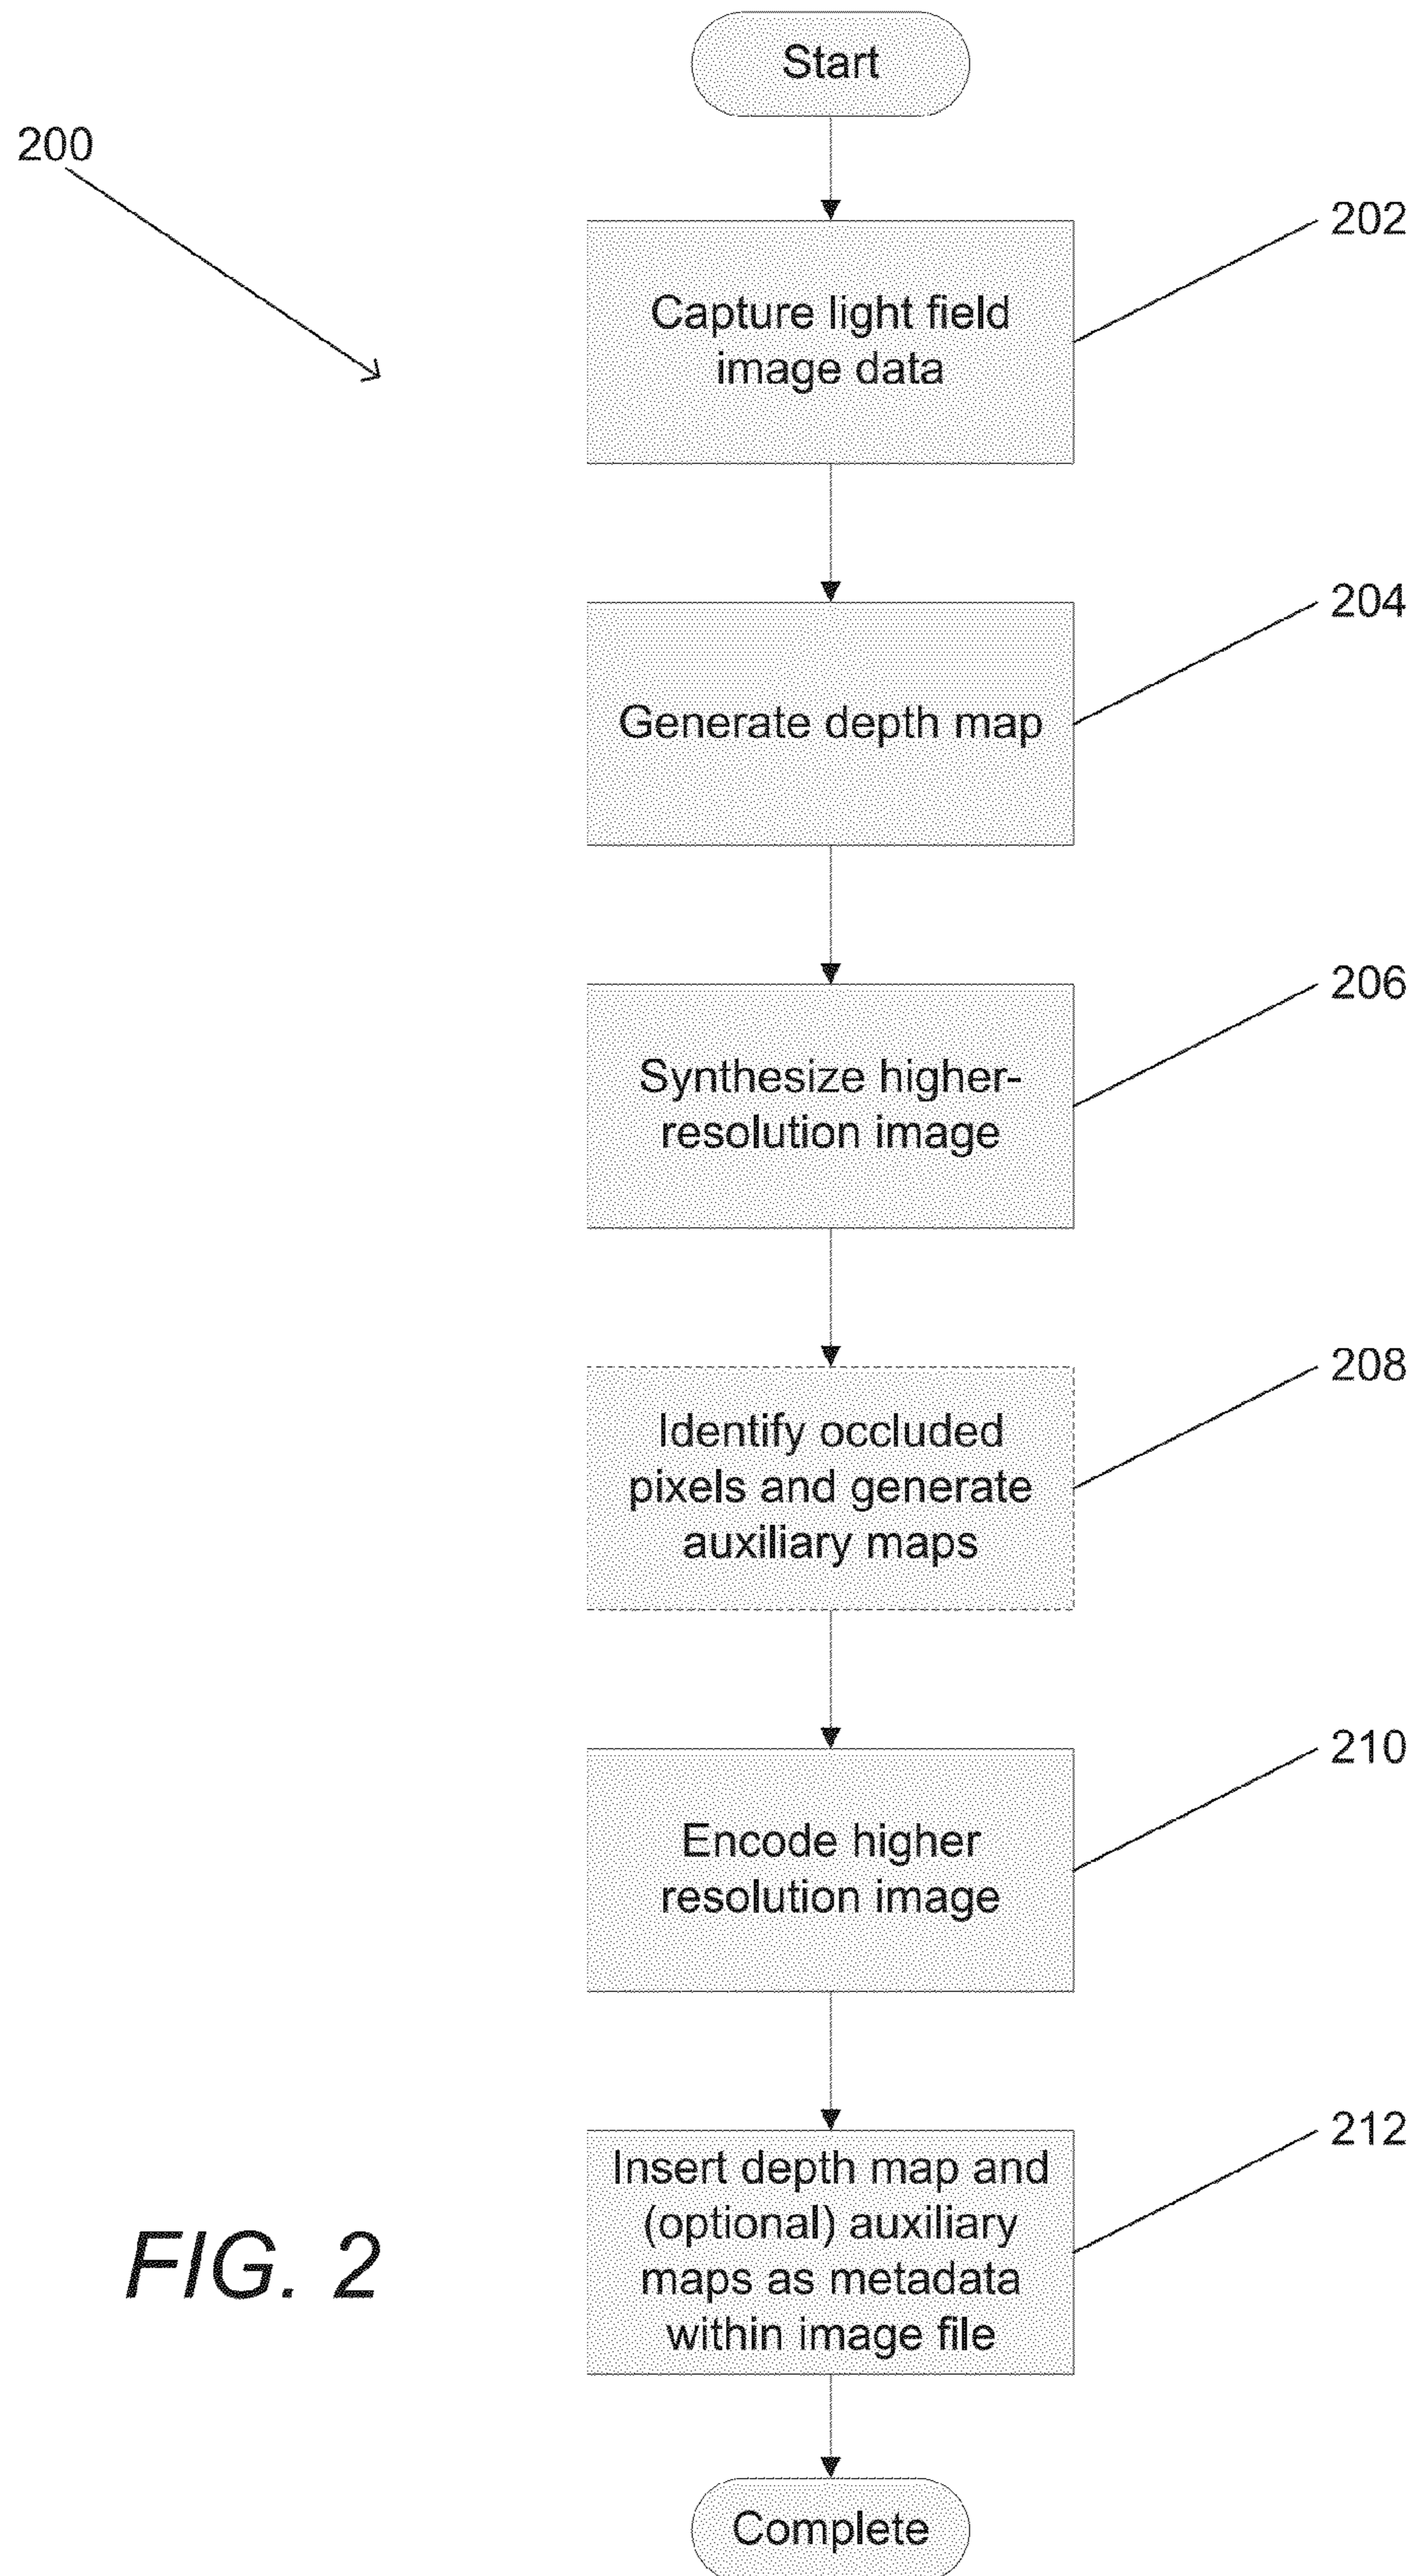 Start
200
202
Capture light field
image data
204
Generate depth map
206
Synthesize higher-
resolution image
208
Identify occluded
pixels and generate
auxiliary maps
210
Encode higher
resolution image
212
Insert depth map and
(optional) auxiliary
maps as metadata
within image file
FIG. 2
Complete